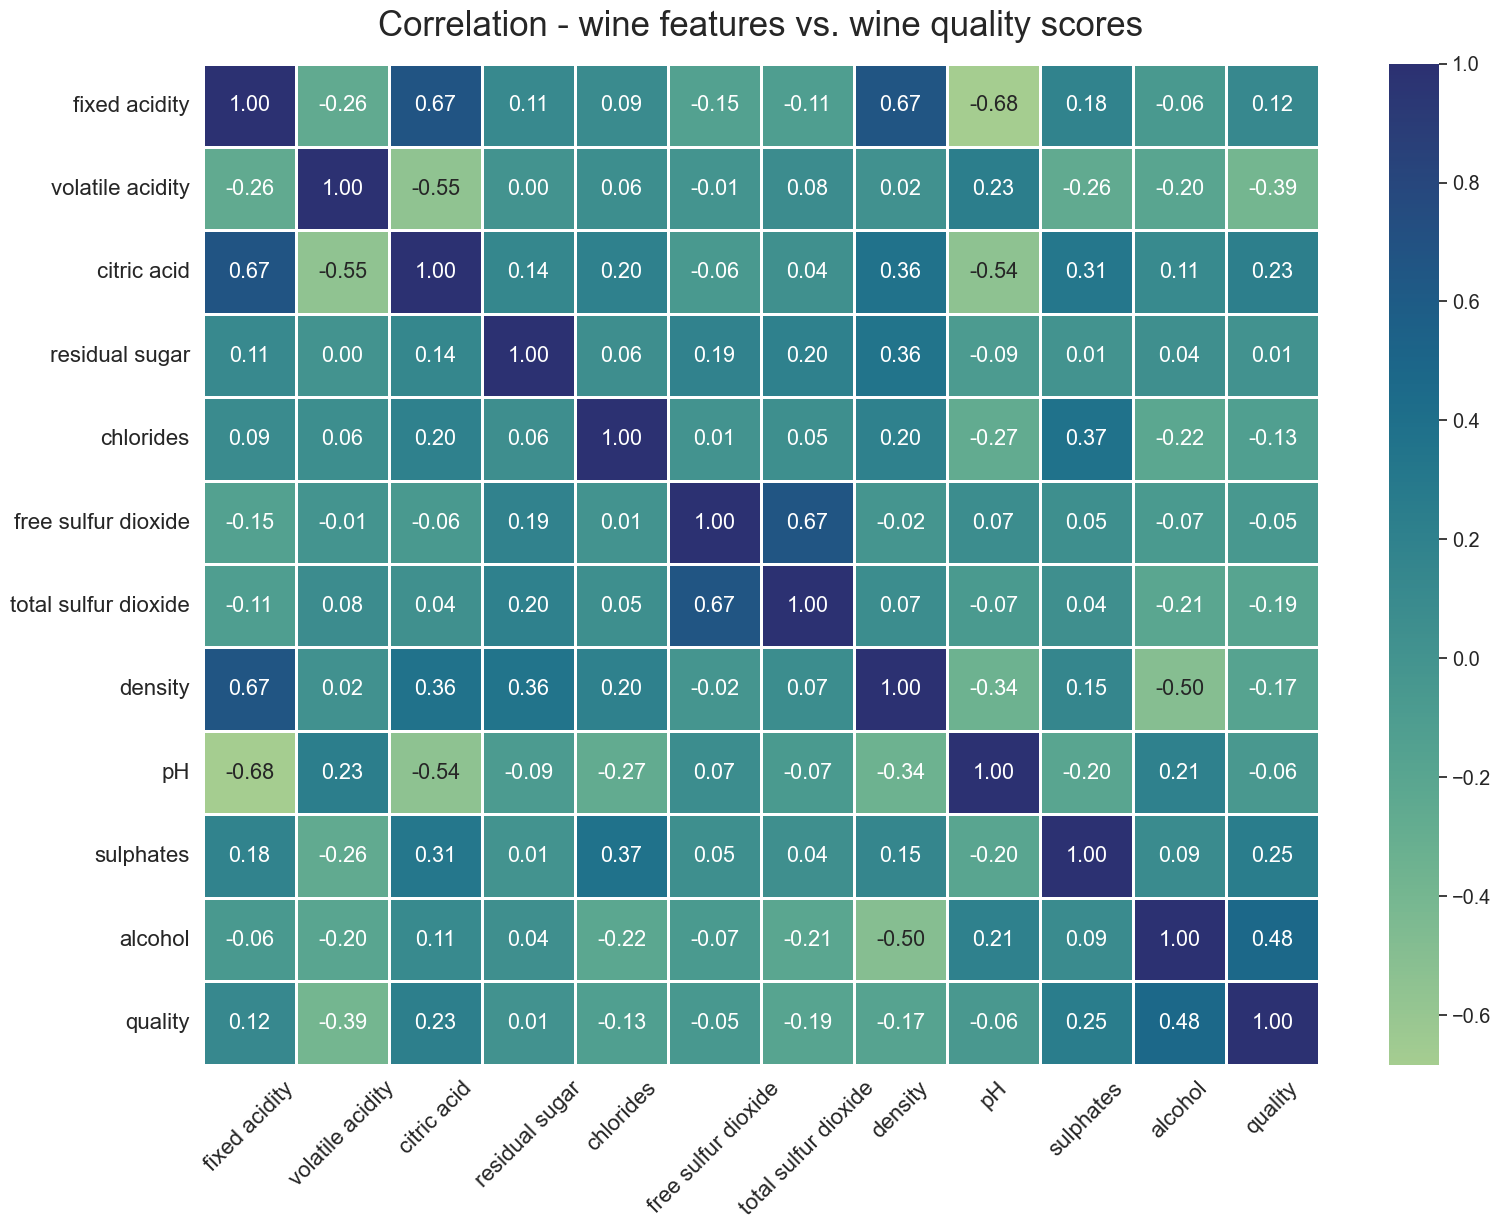 Correlation - wine features vs. wine quality scores
fixed acidity 1.00 -0.26 0.67 0.11 0.09 -0.15 -0.11 0.67 -0.68 0.18 -0.06 0.12
volatile acidity -0.26 1.00 -0.55 0.00 0.06 -0.01 0.08 0.02 0.23 -0.26 -0.20 -0.39
citric acid 0.67 -0.55 1.00 0.14 0.20 -0.06 0.04 0.36 -0.54 0.31 0.11 0.23
residual sugar 0.11 0.00 0.14 1.00 0.06 0.19 0.20 0.36 -0.09 0.01 0.04 0.01
chlorides 0.09 0.06 0.20 0.06 1.00 0.01 0.05 0.20 -0.27 0.37 -0.22 -0.13
free sulfur dioxide -0.15 -0.01 -0.06 0.19 0.01 1.00 0.67 -0.02 0.07 0.05 -0.07 -0.05
total sulfur dioxide -0.11 0.08 0.04 0.20 0.05 0.67 1.00 0.07 -0.07 0.04 -0.21 -0.19
density 0.67 0.02 0.36 0.36 0.20 -0.02 0.07 1.00 -0.34 0.15 -0.50 -0.17
pH -0.68 0.23 -0.54 -0.09 -0.27 0.07 -0.07 -0.34 1.00 -0.20 0.21 -0.06
sulphates 0.18 -0.26 0.31 0.01 0.37 0.05 0.04 0.15 -0.20 1.00 0.09 0.25
alcohol -0.06 -0.20 0.11 0.04 -0.22 -0.07 -0.21 -0.50 0.21 0.09 1.00 0.48
quality 0.12 -0.39 0.23 0.01 -0.13 -0.05 -0.19 -0.17 -0.06 0.25 0.48 1.00
fixed acidity
volatile acidity
citric acid
residual sugar
chlorides
free sulfur dioxide
total sulfur dioxide
density
pH
sulphates
alcohol
quality
1.0
0.8
0.6
0.4
0.2
0.0
−0.2
−0.4
−0.6